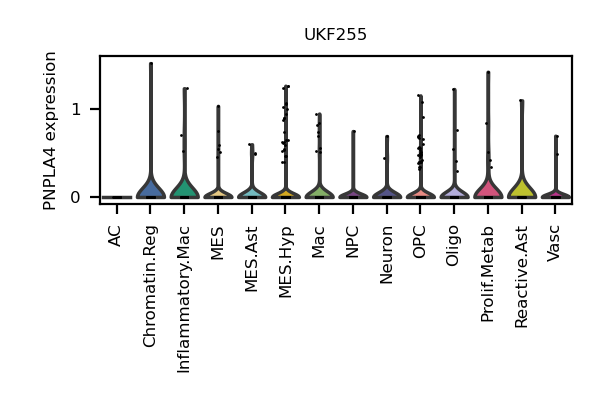 UKF255
PNPLA4 expression
1
0
AC
Chromatin.Reg
Inflammatory.Mac
MES
MES.Ast
MES.Hyp
Mac
NPC
Neuron
OPC
Oligo
Prolif.Metab
Reactive.Ast
Vasc